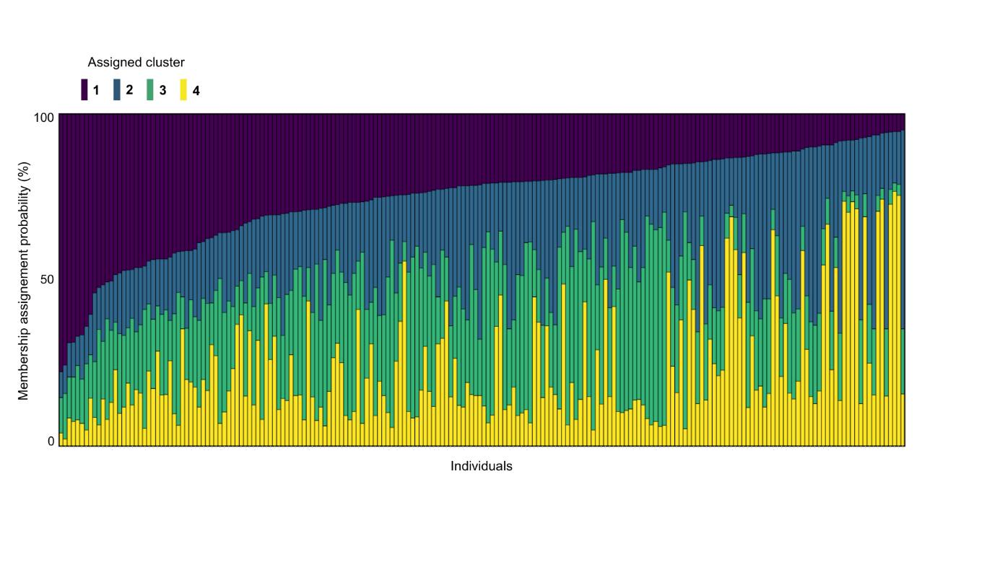 Assigned cluster
1 2 3 4
100
50
0
Membership assignement probability (%)
Individuals